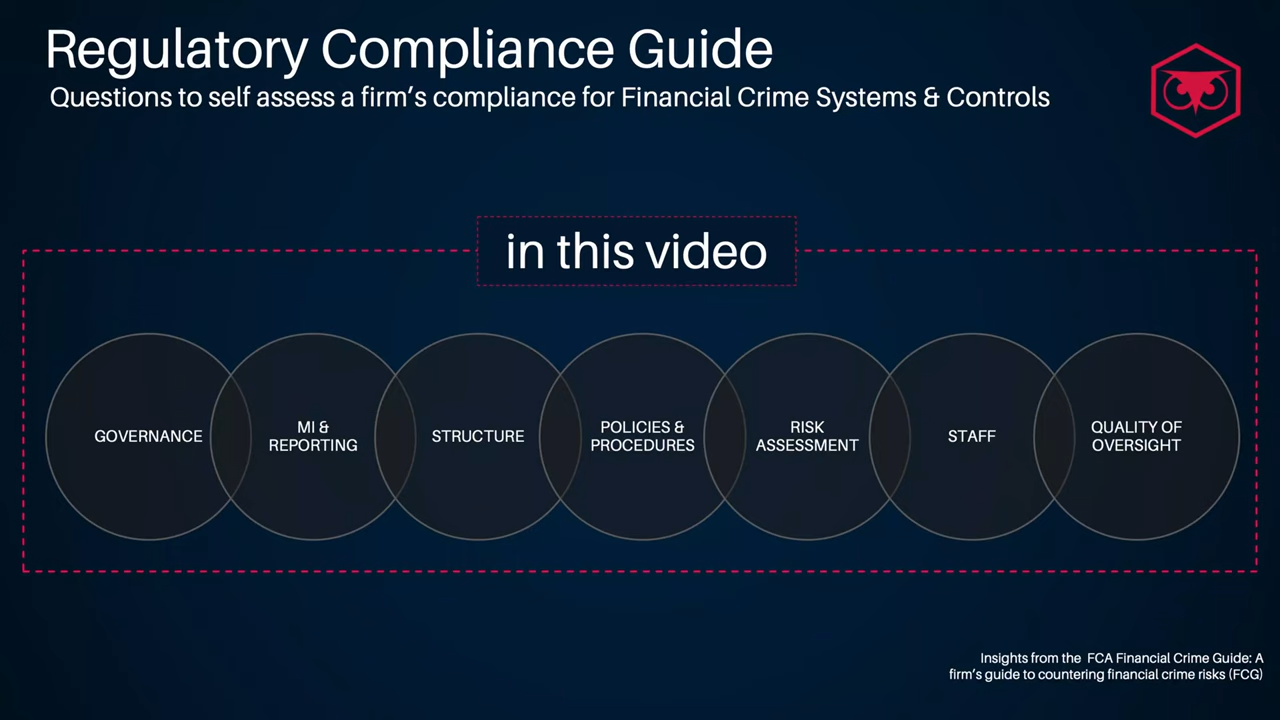 Regulatory Compliance Guide
Questions to self assess a firm's compliance for Financial Crime Systems & Controls
in this video
GOVERNANCE
MI &
REPORTING
STRUCTURE
POLICIES &
PROCEDURES
RISK
ASSESSMENT
STAFF
QUALITY OF
OVERSIGHT
Insights from the FCA Financial Crime Guide: A
firm's guide to countering financial crime risks (FCG)